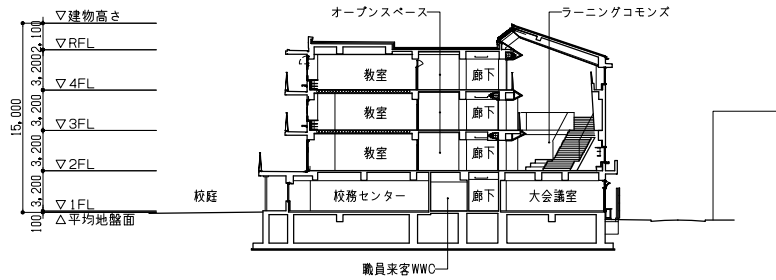 ▽建物高さ
オープンスペース
ラーニングコモンズ
2,100
▽RFL
3,200
教室
廊下
▽4FL
3,200
教室
廊下
15,000
▽3FL
3,200
教室
廊下
▽2FL
3,200
校庭
校務センター
廊下
大会議室
▽1FL
100
△平均地盤面
職員来客WWC